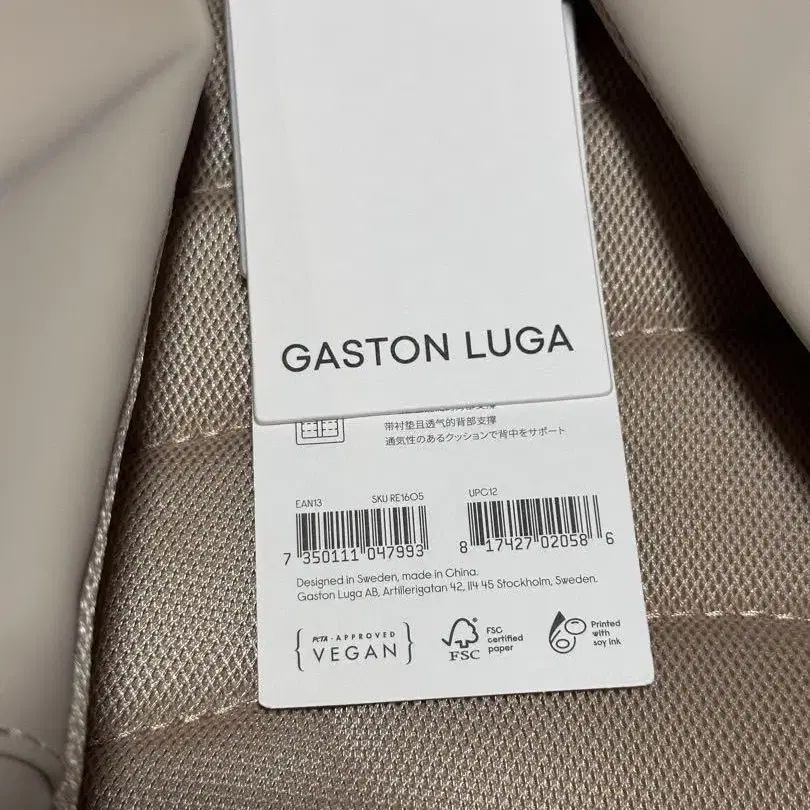 GASTON LUGA
带衬垫且透气的背部支撑
通気性のあるクッションで背中をサポート
EAN13
SKU RE1605
UPC12
7 350111 047993
8 17427 02058 6
Designed in Sweden, made in China.
Gaston Luga AB, Artillerigatan 42, 114 45 Stockholm, Sweden.
PETA - APPROVED
VEGAN
FSC
FSC
certified
paper
Printed
with
soy ink